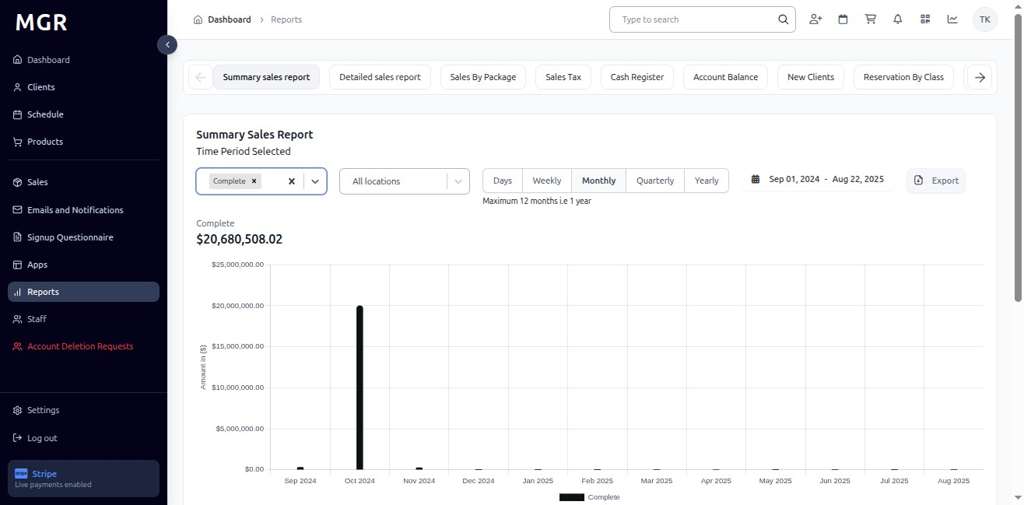 MGR
Dashboard
Clients
Schedule
Products
Sales
Emails and Notifications
Signup Questionnaire
Apps
Reports
Staff
Account Deletion Requests
Settings
Log out
Stripe
Live payments enabled
Dashboard > Reports
Type to search
TK
Summary sales report
Detailed sales report
Sales By Package
Sales Tax
Cash Register
Account Balance
New Clients
Reservation By Class
Summary Sales Report
Time Period Selected
Complete
All locations
Days Weekly Monthly Quarterly Yearly
Maximum 12 months i.e 1 year
Sep 01, 2024 - Aug 22, 2025
Export
Complete
$20,680,508.02
$25,000,000.00
$20,000,000.00
$15,000,000.00
$10,000,000.00
$5,000,000.00
$0.00
Amount in ($)
Sep 2024 Oct 2024 Nov 2024 Dec 2024 Jan 2025 Feb 2025 Mar 2025 Apr 2025 May 2025 Jun 2025 Jul 2025 Aug 2025
Complete